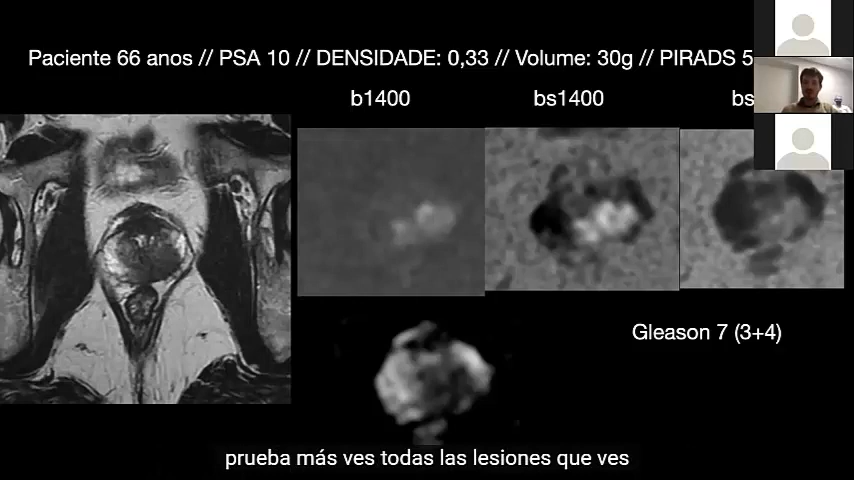 Paciente 66 anos // PSA 10 // DENSIDADE: 0,33 // Volume: 30g // PIRADS 5
b1400
bs1400
bs
Gleason 7 (3+4)
prueba más ves todas las lesiones que ves